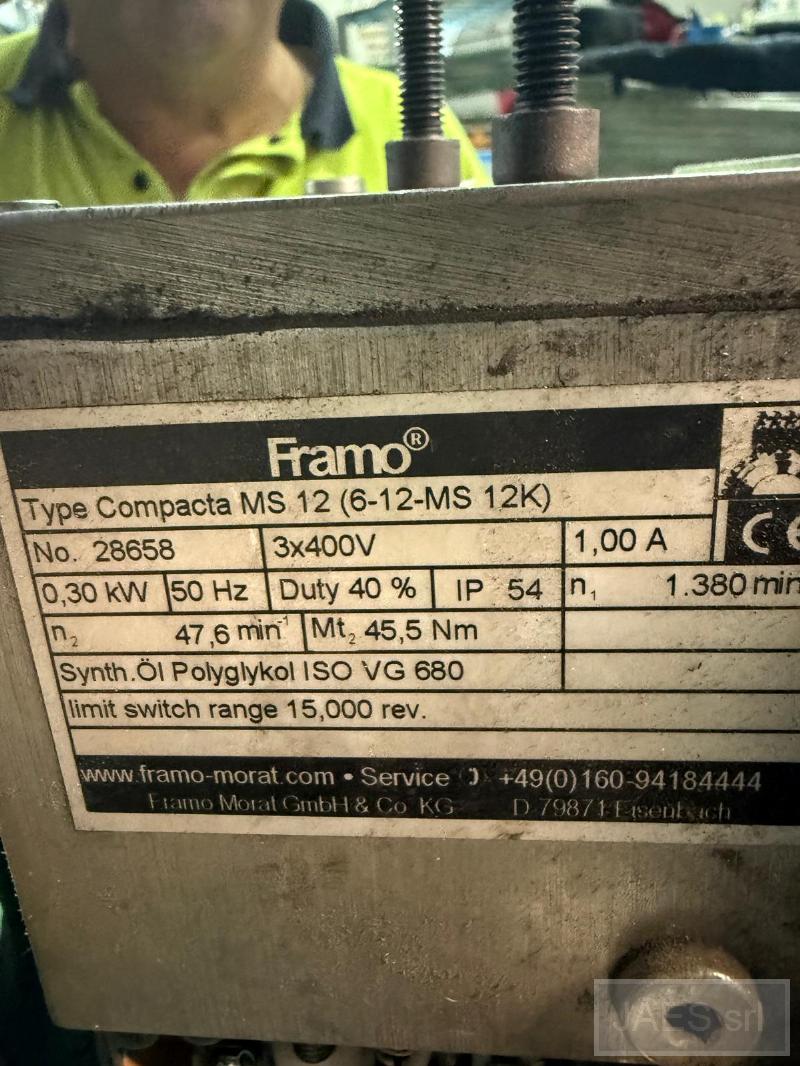 Framo®
Type Compacta MS 12 (6-12-MS 12K)
No. 28658 3x400V 1,00 A
0,30 kW 50 Hz Duty 40 % IP 54 n₁ 1.380 min
n₂ 47,6 min⁻¹ Mt₂ 45,5 Nm
Synth.Öl Polyglykol ISO VG 680
limit switch range 15,000 rev.
www.framo-morat.com • Service +49(0)160-94184444
Framo Morat GmbH & Co KG D 79871 Eisenbach
CE
JAES srl